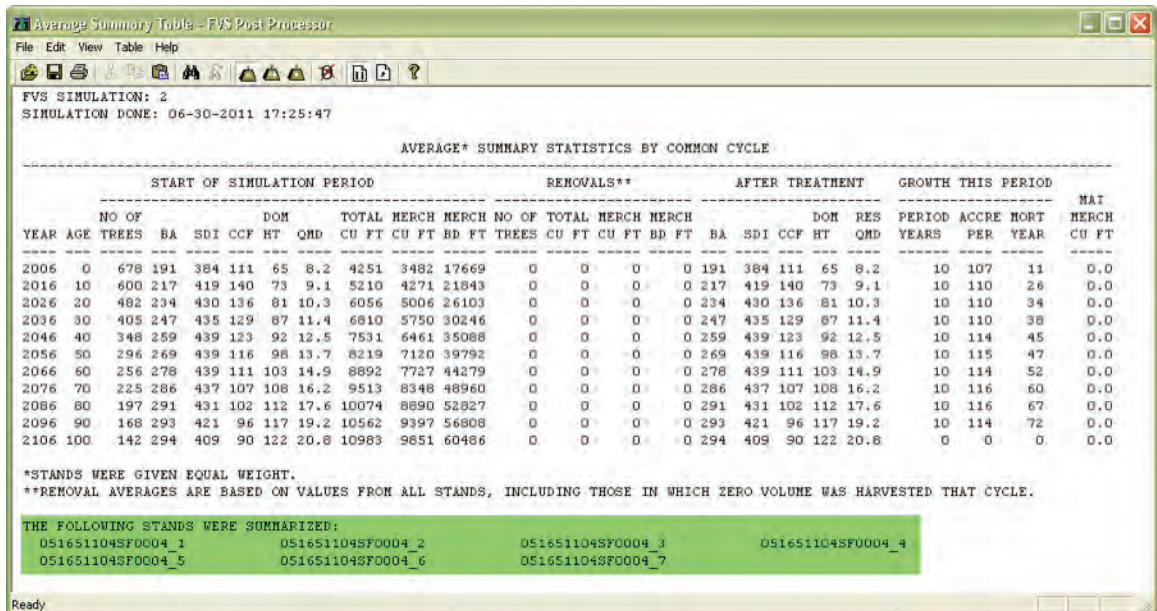 Average Summary Table - FVS Post Processor
File Edit View Table Help
FVS SIMULATION: 2
SIMULATION DONE: 06-30-2011 17:25:47
AVERAGE* SUMMARY STATISTICS BY COMMON CYCLE
START OF SIMULATION PERIOD REMOVALS** AFTER TREATMENT GROWTH THIS PERIOD
MAI
NO OF DOM TOTAL MERCH MERCH NO OF TOTAL MERCH MERCH DOM RES PERIOD ACCRE MORT MERCH
YEAR AGE TREES BA SDI CCF HT QMD CU FT CU FT BD FT TREES CU FT CU FT BD FT BA SDI CCF HT QMD YEARS PER YEAR CU FT
2006 0 678 191 384 111 65 8.2 4251 3482 17669 0 0 0 0 191 384 111 65 8.2 10 107 11 0.0
2016 10 600 217 419 140 73 9.1 5210 4271 21843 0 0 0 0 217 419 140 73 9.1 10 110 26 0.0
2026 20 482 234 430 136 81 10.3 6056 5006 26103 0 0 0 0 234 430 136 81 10.3 10 110 34 0.0
2036 30 405 247 435 129 87 11.4 6810 5750 30246 0 0 0 0 247 435 129 87 11.4 10 110 38 0.0
2046 40 348 259 439 123 92 12.5 7531 6461 35088 0 0 0 0 259 439 123 92 12.5 10 114 45 0.0
2056 50 296 269 439 116 98 13.7 8219 7120 39792 0 0 0 0 269 439 116 98 13.7 10 115 47 0.0
2066 60 256 278 439 111 103 14.9 8892 7727 44279 0 0 0 0 278 439 111 103 14.9 10 114 52 0.0
2076 70 225 286 437 107 108 16.2 9513 8348 48960 0 0 0 0 286 437 107 108 16.2 10 116 60 0.0
2086 80 197 291 431 102 112 17.6 10074 8890 52827 0 0 0 0 291 431 102 112 17.6 10 116 67 0.0
2096 90 168 293 421 96 117 19.2 10562 9397 56808 0 0 0 0 293 421 96 117 19.2 10 114 72 0.0
2106 100 142 294 409 90 122 20.8 10983 9851 60486 0 0 0 0 294 409 90 122 20.8 0 0 0 0.0
*STANDS WERE GIVEN EQUAL WEIGHT.
**REMOVAL AVERAGES ARE BASED ON VALUES FROM ALL STANDS, INCLUDING THOSE IN WHICH ZERO VOLUME WAS HARVESTED THAT CYCLE.
THE FOLLOWING STANDS WERE SUMMARIZED:
051651104SF0004_1 051651104SF0004_2 051651104SF0004_3 051651104SF0004_4
051651104SF0004_5 051651104SF0004_6 051651104SF0004_7
Ready